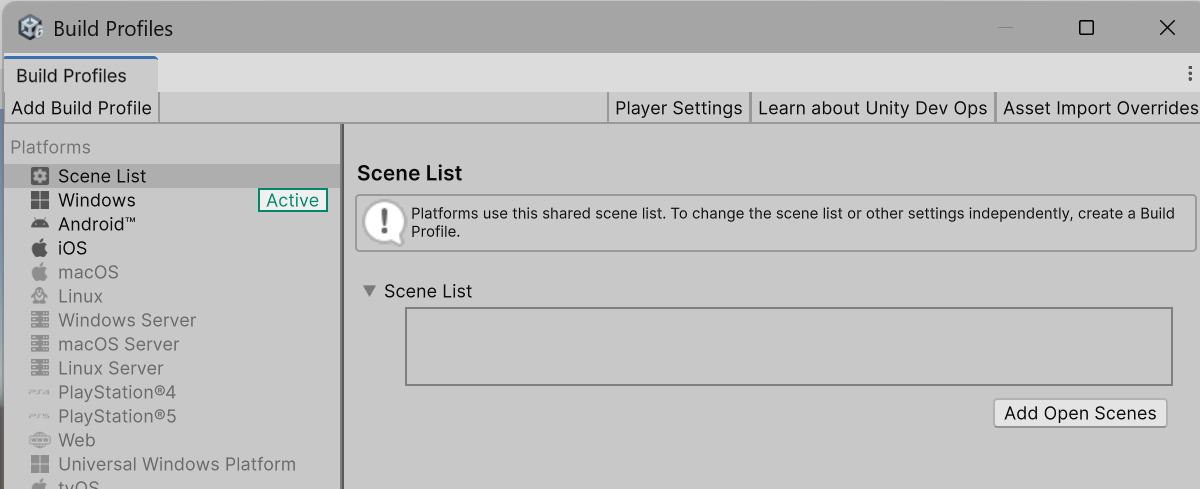 Build Profiles
Build Profiles
Add Build Profile
Player Settings
Learn about Unity Dev Ops
Asset Import Overrides
Platforms
Scene List
Windows
Active
Android™
iOS
macOS
Linux
Windows Server
macOS Server
Linux Server
PS4 PlayStation®4
PS5 PlayStation®5
Web
Universal Windows Platform
tvOS
Scene List
Platforms use this shared scene list. To change the scene list or other settings independently, create a Build
Profile.
Scene List
Add Open Scenes